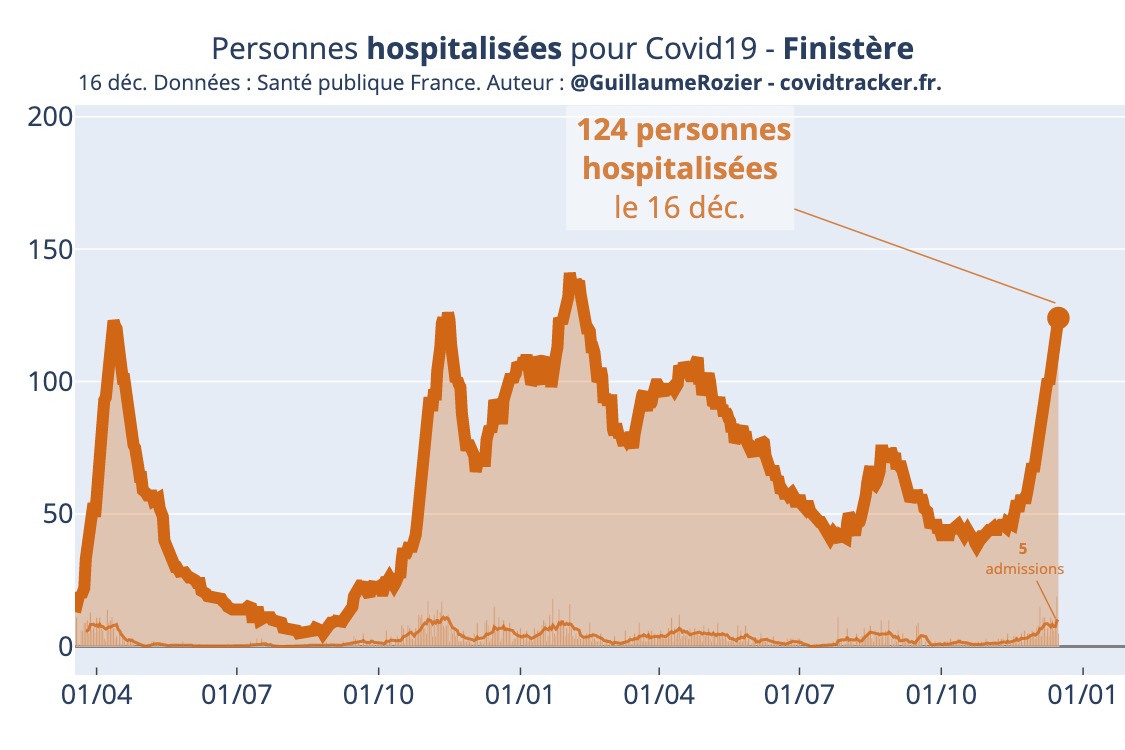 Personnes hospitalisées pour Covid19 - Finistère
16 déc. Données : Santé publique France. Auteur : @GuillaumeRozier - covidtracker.fr.
200
124 personnes
hospitalisées
le 16 déc.
150
100
50
5
admissions
0
01/04 01/07 01/10 01/01 01/04 01/07 01/10 01/01